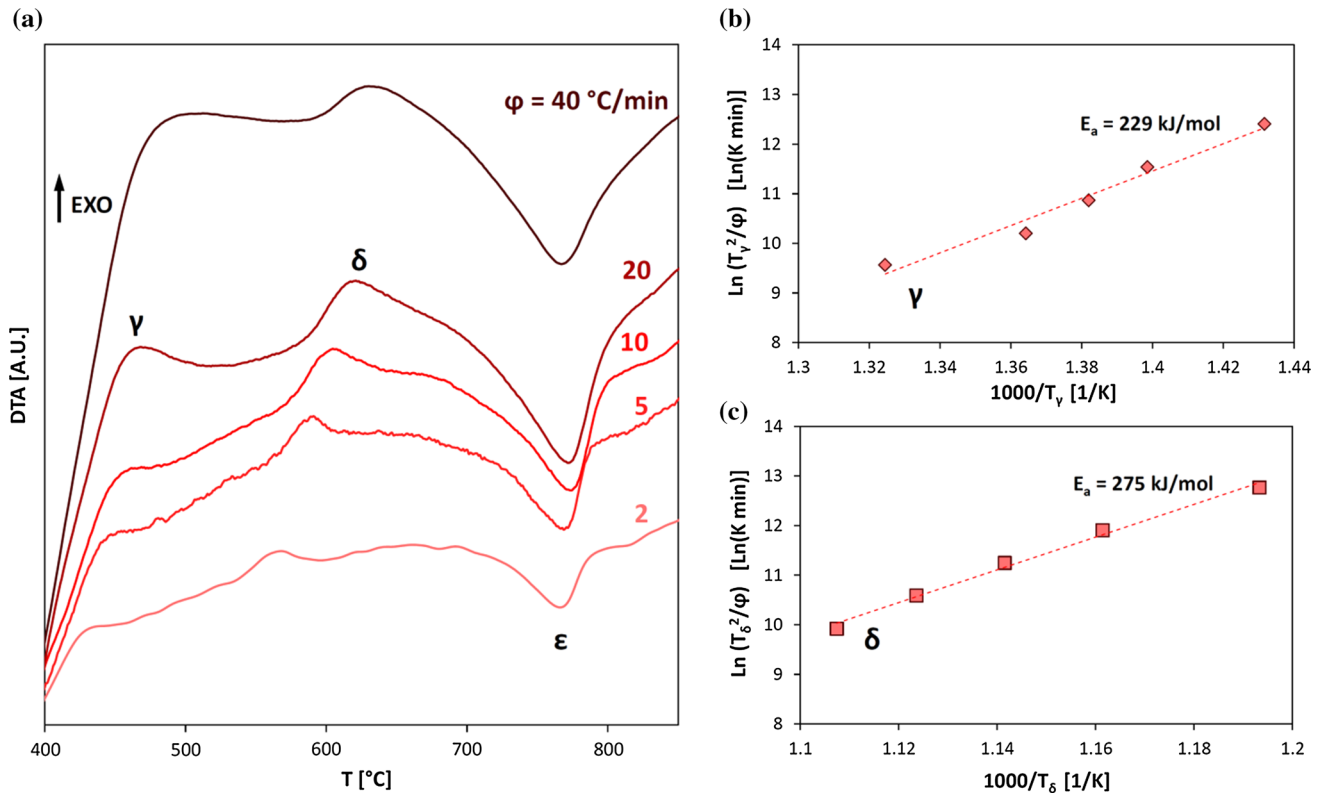 (a)
φ = 40 °C/min
EXO
δ
20
γ
10
5
2
ε
DTA [A.U.]
400
500
600
700
800
T [°C]
(b)
14
13
12
11
10
9
8
Ln (Tγ²/φ) [Ln(K min)]
Eₐ = 229 kJ/mol
γ
1.3
1.32
1.34
1.36
1.38
1.4
1.42
1.44
1000/Tγ [1/K]
(c)
14
13
12
11
10
9
8
Ln (Tδ²/φ) [Ln(K min)]
Eₐ = 275 kJ/mol
δ
1.1
1.12
1.14
1.16
1.18
1.2
1000/Tδ [1/K]